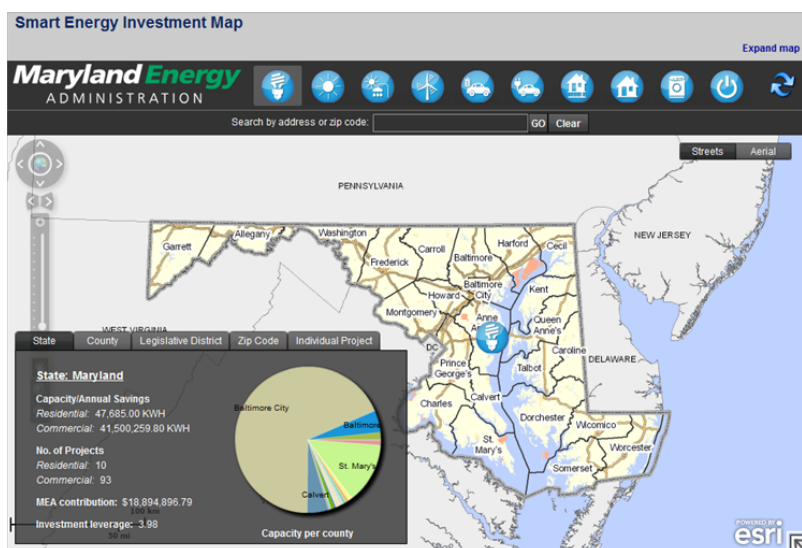 Smart Energy Investment Map
Expand map
Maryland Energy
ADMINISTRATION
Search by address or zip code:
GO
Clear
Streets
Aerial
PENNSYLVANIA
NEW JERSEY
Garrett
Allegany
Washington
Frederick
Carroll
Baltimore
Harford
Cecil
Baltimore
City
Kent
Howard
Montgomery
Anne
Queen
Anne's
DC
Caroline
WEST VIRGINIA
DELAWARE
Prince
George's
Talbot
Charles
Calvert
Dorchester
Wicomico
St.
Mary's
Worcester
Somerset
State
County
Legislative District
Zip Code
Individual Project
State: Maryland
Capacity/Annual Savings
Residential: 47,685.00 KWH
Commercial: 41,500,259.80 KWH
No. of Projects
Residential: 10
Commercial: 93
MEA contribution: $18,894,896.79
Investment leverage: 3.98
Baltimore City
Baltimore
St. Mary's
Calvert
Capacity per county
100 km
50 mi
POWERED BY
esri